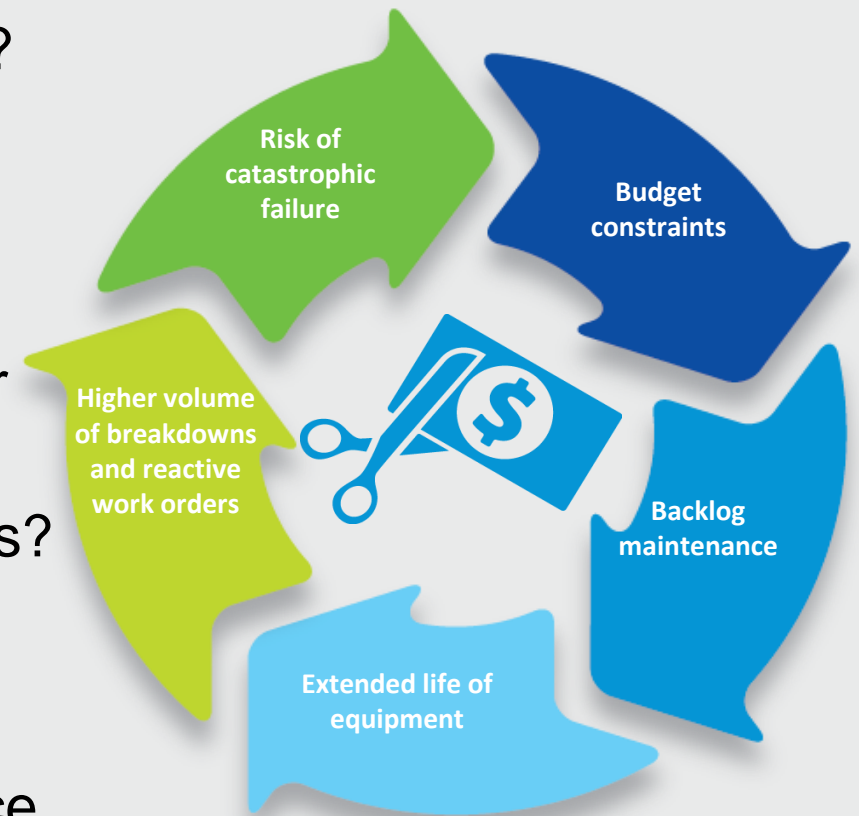 ?
Risk of
catastrophic
failure
Budget
constraints
r
Higher volume
of breakdowns
and reactive
work orders
$
s?
Backlog
maintenance
Extended life of
equipment
se